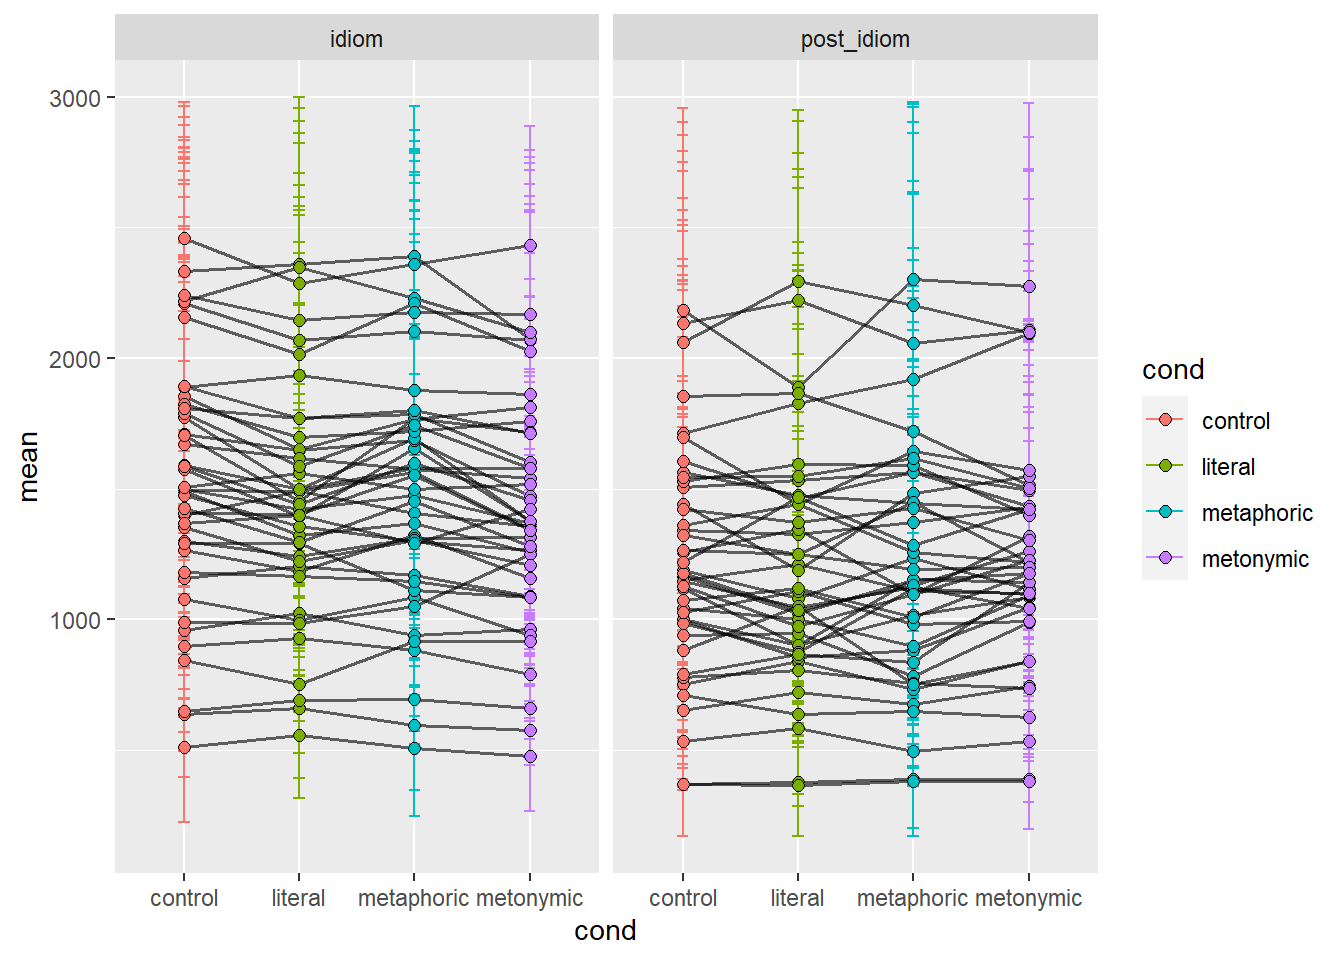 idiom
post_idiom
3000
2000
1000
mean
control
literal
metaphoric
metonymic
control
literal
metaphoric
metonymic
cond
cond
control
literal
metaphoric
metonymic